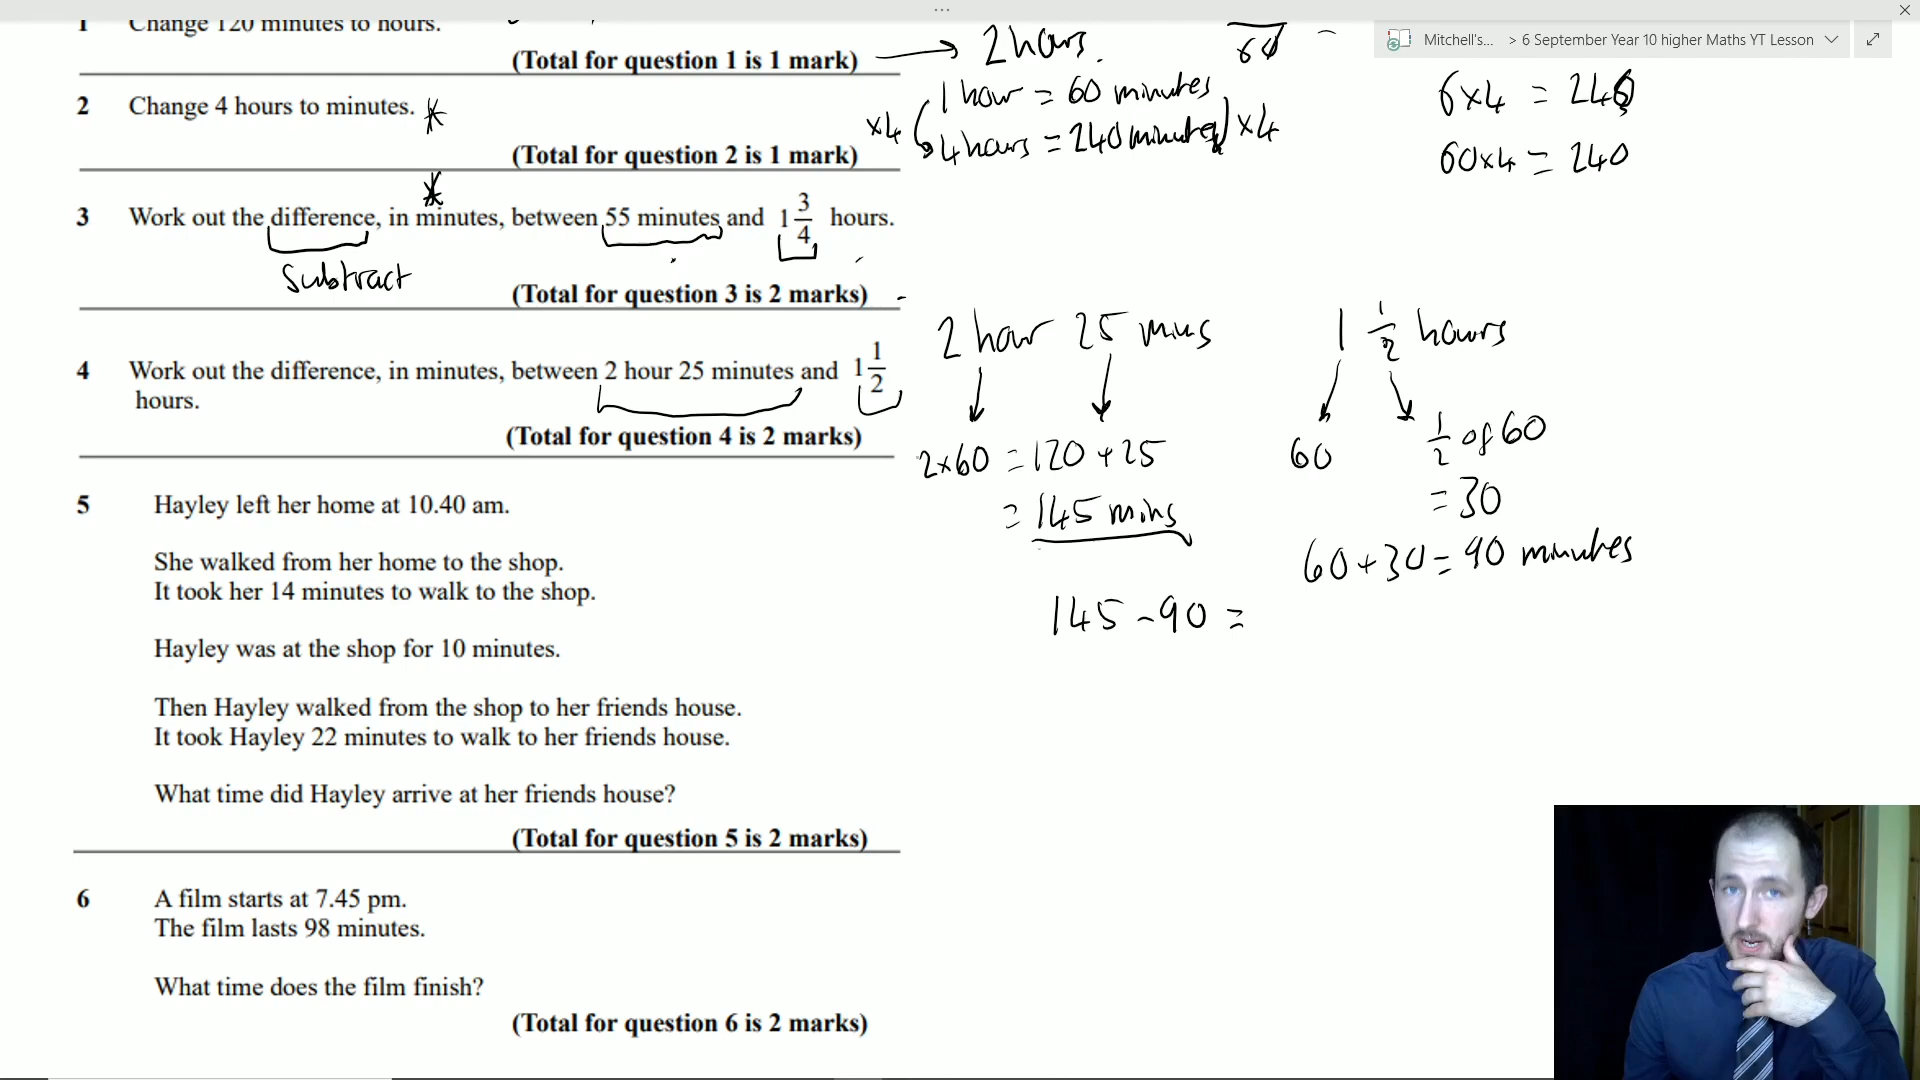 1 Change 120 minutes to hours.
(Total for question 1 is 1 mark)
2 Change 4 hours to minutes.
(Total for question 2 is 1 mark)
3 Work out the difference, in minutes, between 55 minutes and 1 3/4 hours.
Subtract
(Total for question 3 is 2 marks)
4 Work out the difference, in minutes, between 2 hour 25 minutes and 1 1/2
hours.
(Total for question 4 is 2 marks)
5 Hayley left her home at 10.40 am.
She walked from her home to the shop.
It took her 14 minutes to walk to the shop.
Hayley was at the shop for 10 minutes.
Then Hayley walked from the shop to her friends house.
It took Hayley 22 minutes to walk to her friends house.
What time did Hayley arrive at her friends house?
(Total for question 5 is 2 marks)
6 A film starts at 7.45 pm.
The film lasts 98 minutes.
What time does the film finish?
(Total for question 6 is 2 marks)
2 hours.
60
1 hour = 60 minutes
×4 4 hours = 240 minutes ×4
Mitchell's... > 6 September Year 10 higher Maths YT Lesson
6×4 = 24
60×4 = 240
2 hour 25 mins
2×60 = 120 + 25
= 145 mins
1 1/2 hours
60 1/2 of 60
= 30
60 + 30 = 90 minutes
145 - 90 =